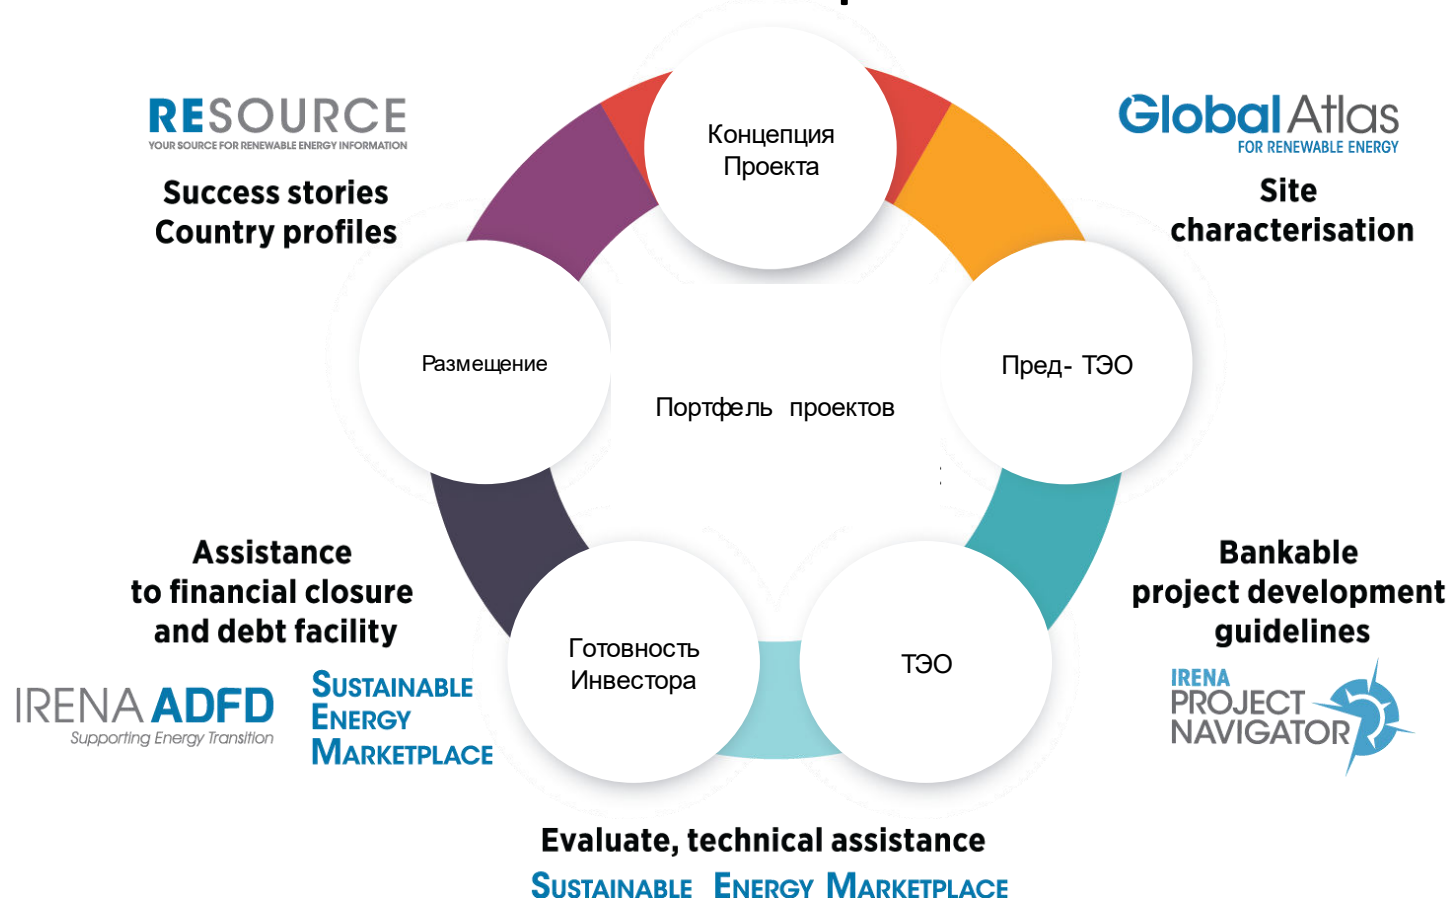 RESOURCE
YOUR SOURCE FOR RENEWABLE ENERGY INFORMATION
Success stories
Country profiles
Концепция
Проекта
Global Atlas
FOR RENEWABLE ENERGY
Site
characterisation
Размещение
Портфель проектов
Пред- ТЭО
Assistance
to financial closure
and debt facility
IRENA ADFD
Supporting Energy Transition
SUSTAINABLE
ENERGY
MARKETPLACE
Готовность
Инвестора
ТЭО
Bankable
project development
guidelines
IRENA
PROJECT
NAVIGATOR
Evaluate, technical assistance
SUSTAINABLE ENERGY MARKETPLACE